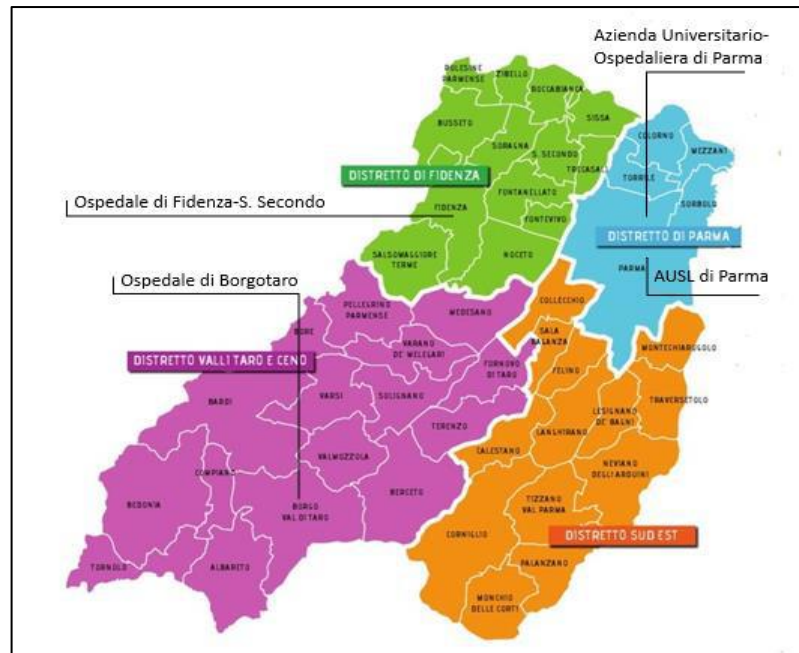 Azienda Universitario-
Ospedaliera di Parma
POLESINE
PARMENSE
ZIBELLO
ROCCABIANCA
BUSSETO
SISSA
SORAGNA
S. SECONDO
TRECASALI
COLORNO
MEZZANI
TORRILE
DISTRETTO DI FIDENZA
FONTANELLATO
SORBOLO
Ospedale di Fidenza-S. Secondo
FIDENZA
FONTEVIVO
DISTRETTO DI PARMA
SALSOMAGGIORE
TERME
NOCETO
PARMA
AUSL di Parma
Ospedale di Borgotaro
PELLEGRINO
PARMENSE
MEDESANO
COLLECCHIO
BORE
VARANO
DE' MELEGARI
SALA
BAGANZA
MONTECHIARUGOLO
DISTRETTO VALLI TARO E CENO
FORNOVO
DI TARO
FELINO
BARDI
VARSI
SOLIGNANO
TRAVERSETOLO
LESIGNANO
DE' BAGNI
TERENZO
LANGHIRANO
CALESTANO
VALMOZZOLA
NEVIANO
DEGLI ARDUINI
COMPIANO
BEDONIA
BERCETO
BORGO
VAL DI TARO
TIZZANO
VAL PARMA
CORNIGLIO
DISTRETTO SUD EST
TORNOLO
ALBARETO
PALANZANO
MONCHIO
DELLE CORTI